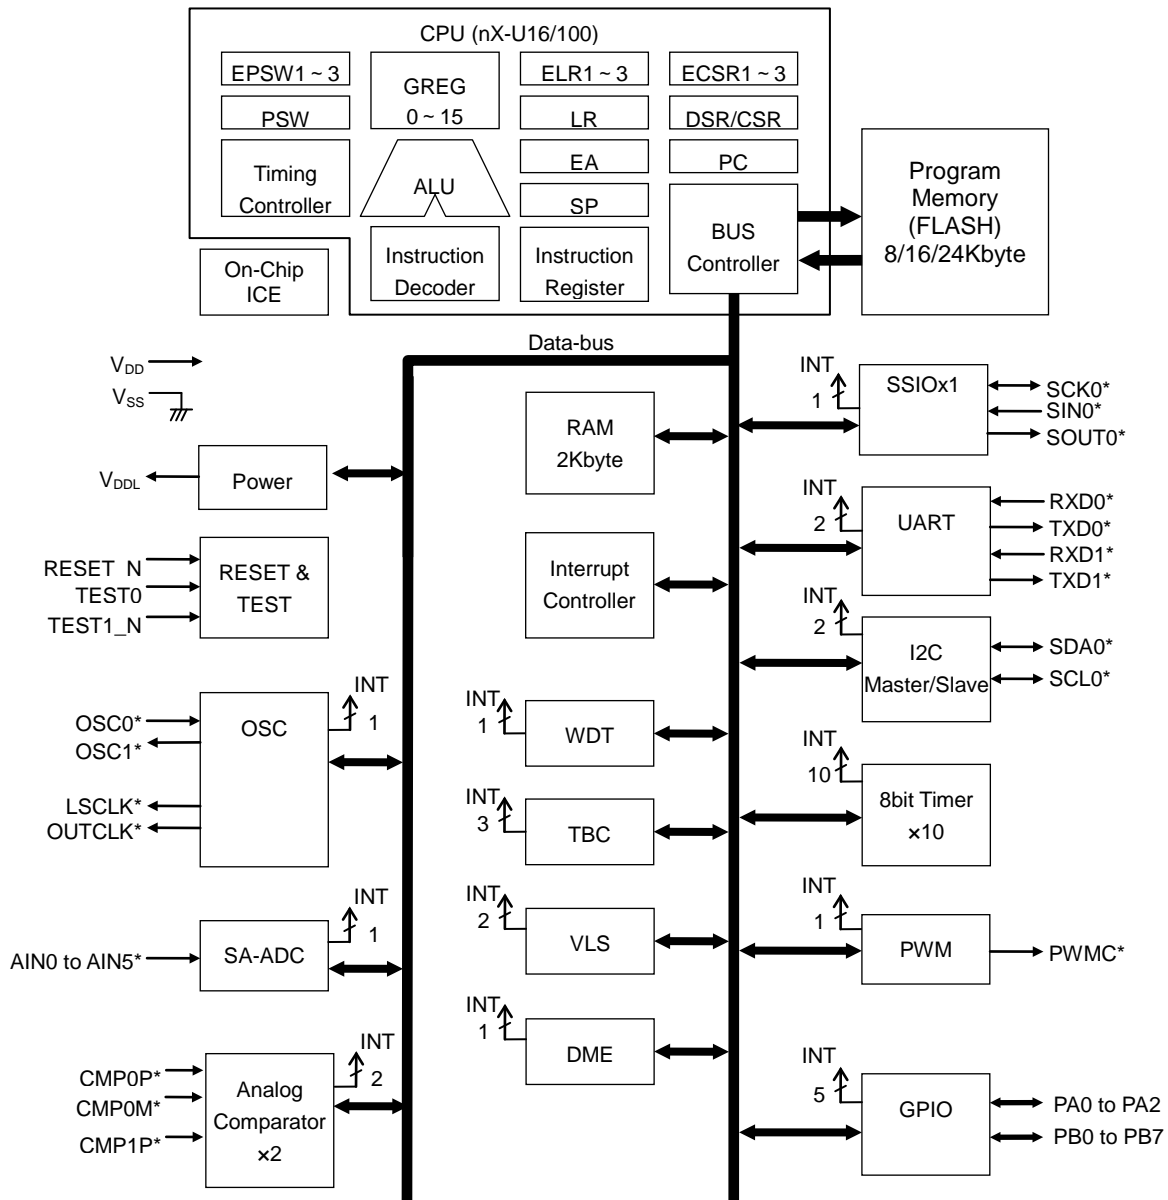 CPU (nX-U16/100)
EPSW1 ~ 3
GREG
0 ~ 15
ELR1 ~ 3
ECSR1 ~ 3
PSW
LR
DSR/CSR
Timing
Controller
ALU
EA
PC
SP
BUS
Controller
Program
Memory
(FLASH)
8/16/24Kbyte
On-Chip
ICE
Instruction
Decoder
Instruction
Register
Data-bus
VDD
VSS
VDDL
Power
RESET_N
TEST0
TEST1_N
RESET &
TEST
OSC0*
OSC1*
LSCLK*
OUTCLK*
OSC
INT
1
AIN0 to AIN5*
SA-ADC
INT
1
CMP0P*
CMP0M*
CMP1P*
Analog
Comparator
×2
INT
2
RAM
2Kbyte
Interrupt
Controller
INT
1
WDT
INT
3
TBC
INT
2
VLS
INT
1
DME
INT
1
SSIOx1
SCK0*
SIN0*
SOUT0*
INT
2
UART
RXD0*
TXD0*
RXD1*
TXD1*
INT
2
I2C
Master/Slave
SDA0*
SCL0*
INT
10
8bit Timer
×10
INT
1
PWM
PWMC*
INT
5
GPIO
PA0 to PA2
PB0 to PB7